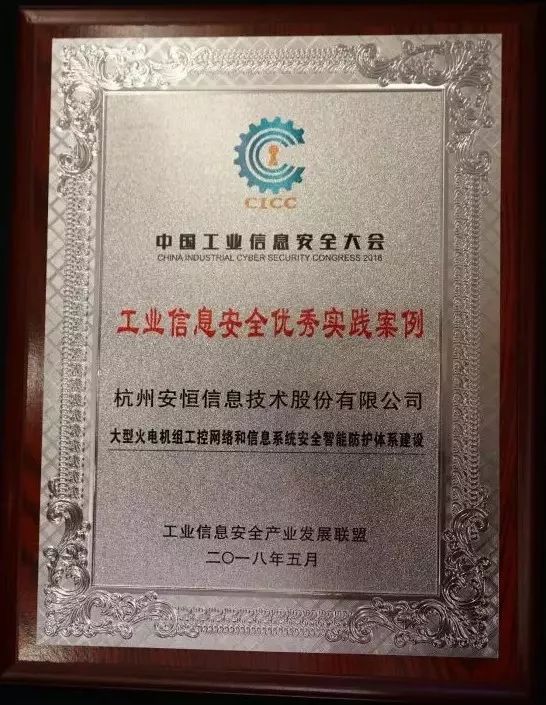 CICC
中国工业信息安全大会
CHINA INDUSTRIAL CYBER SECURITY CONGRESS 2018
工业信息安全优秀实践案例
杭州安恒信息技术股份有限公司
大型火电机组工控网络和信息系统安全智能防护体系建设
工业信息安全产业发展联盟
二〇一八年五月